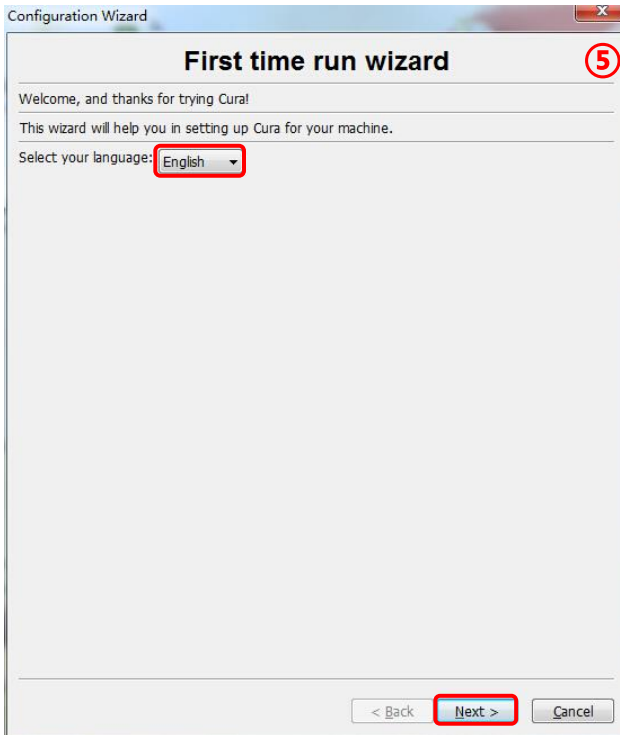 Configuration Wizard
x
First time run wizard
⑤
Welcome, and thanks for trying Cura!
This wizard will help you in setting up Cura for your machine.
Select your language: English
< Back Next > Cancel